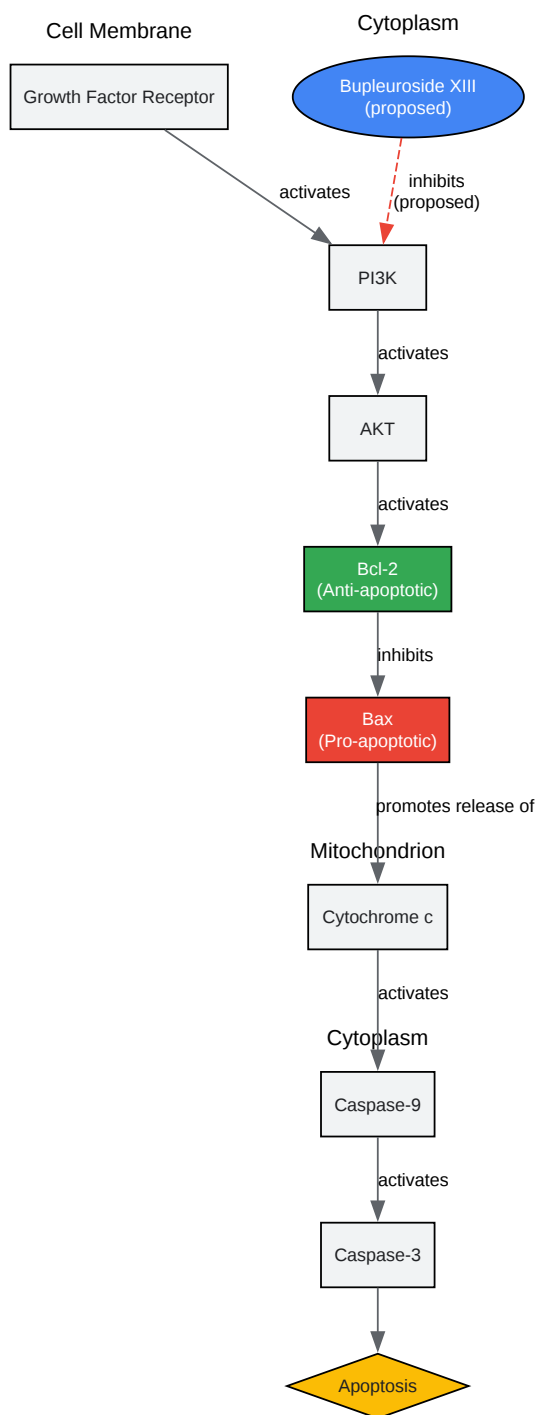 Cell Membrane
Cytoplasm
Growth Factor Receptor
Bupleuroside XIII
(proposed)
activates
inhibits
(proposed)
PI3K
activates
AKT
activates
Bcl-2
(Anti-apoptotic)
inhibits
Bax
(Pro-apoptotic)
promotes release of
Mitochondrion
Cytochrome c
activates
Cytoplasm
Caspase-9
activates
Caspase-3
Apoptosis